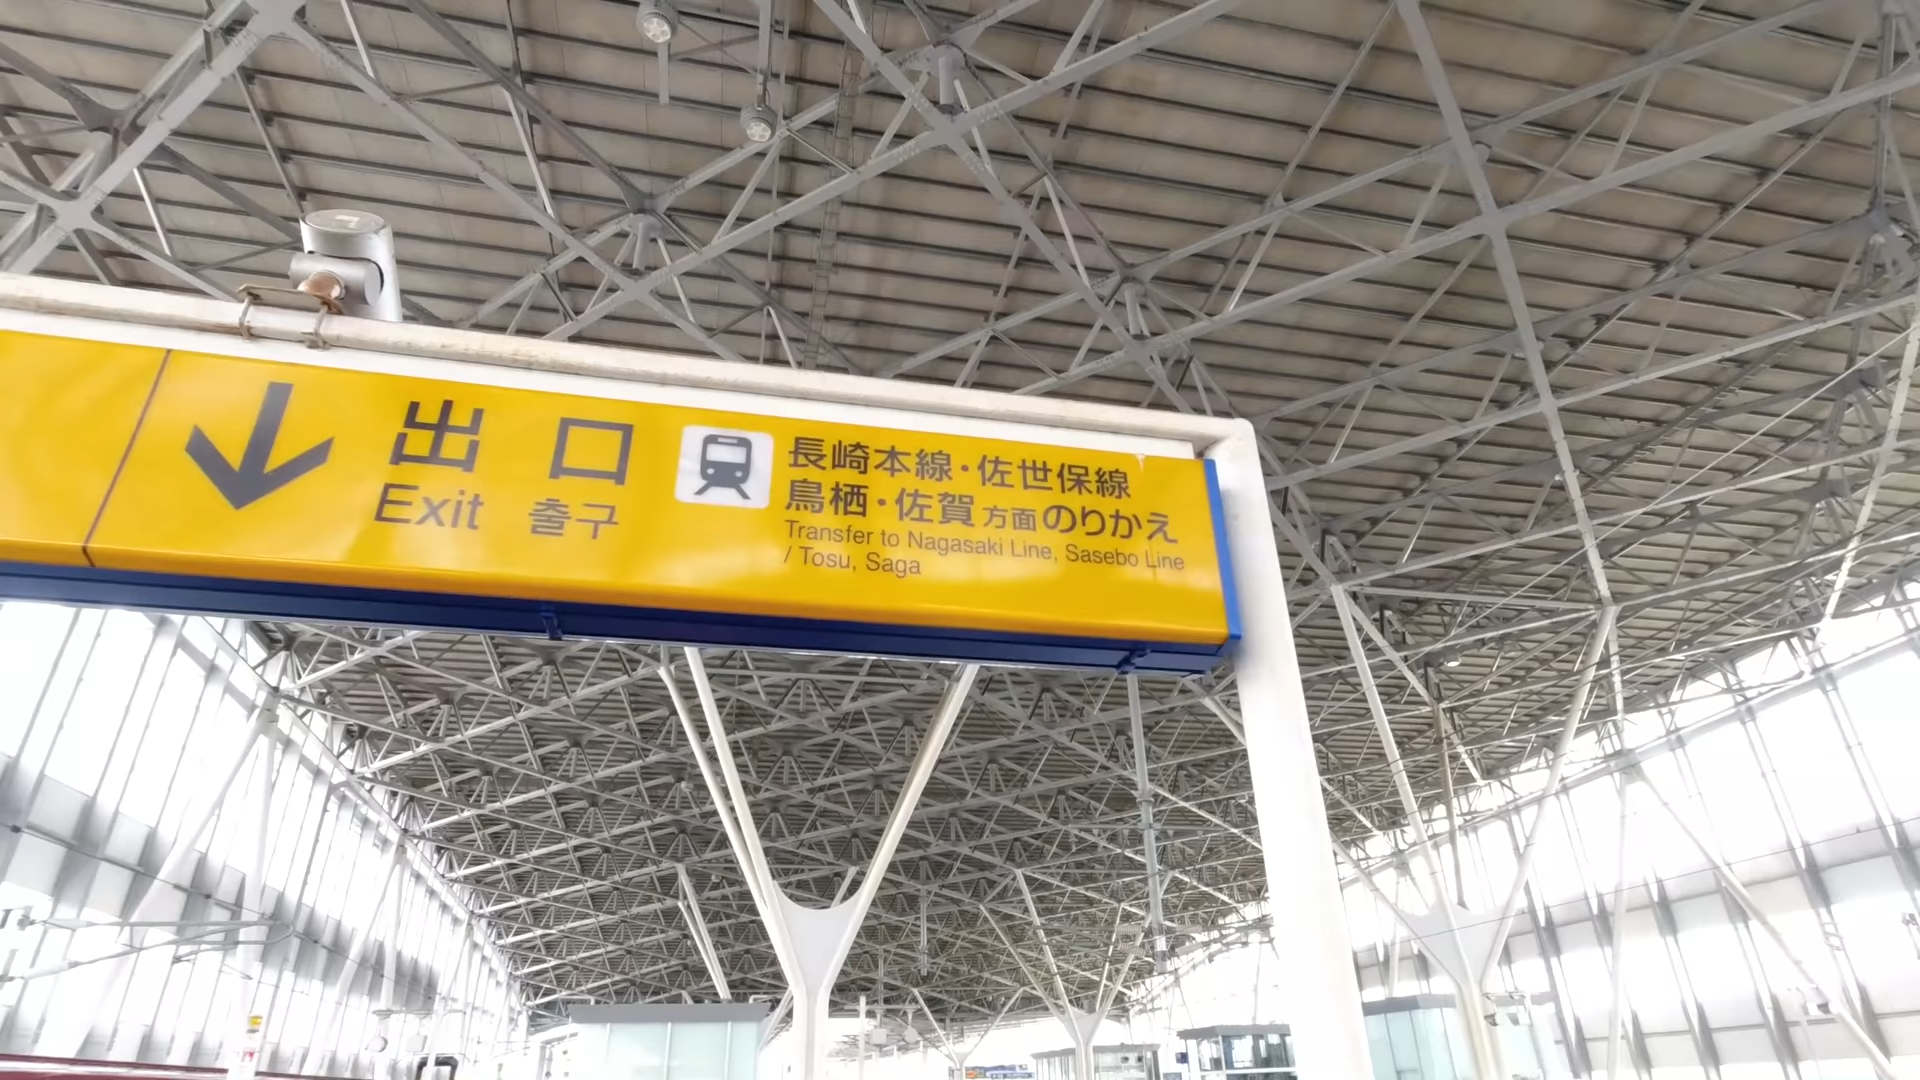 出口
Exit 출구
長崎本線・佐世保線
鳥栖・佐賀方面のりかえ
Transfer to Nagasaki Line, Sasebo Line
/ Tosu, Saga